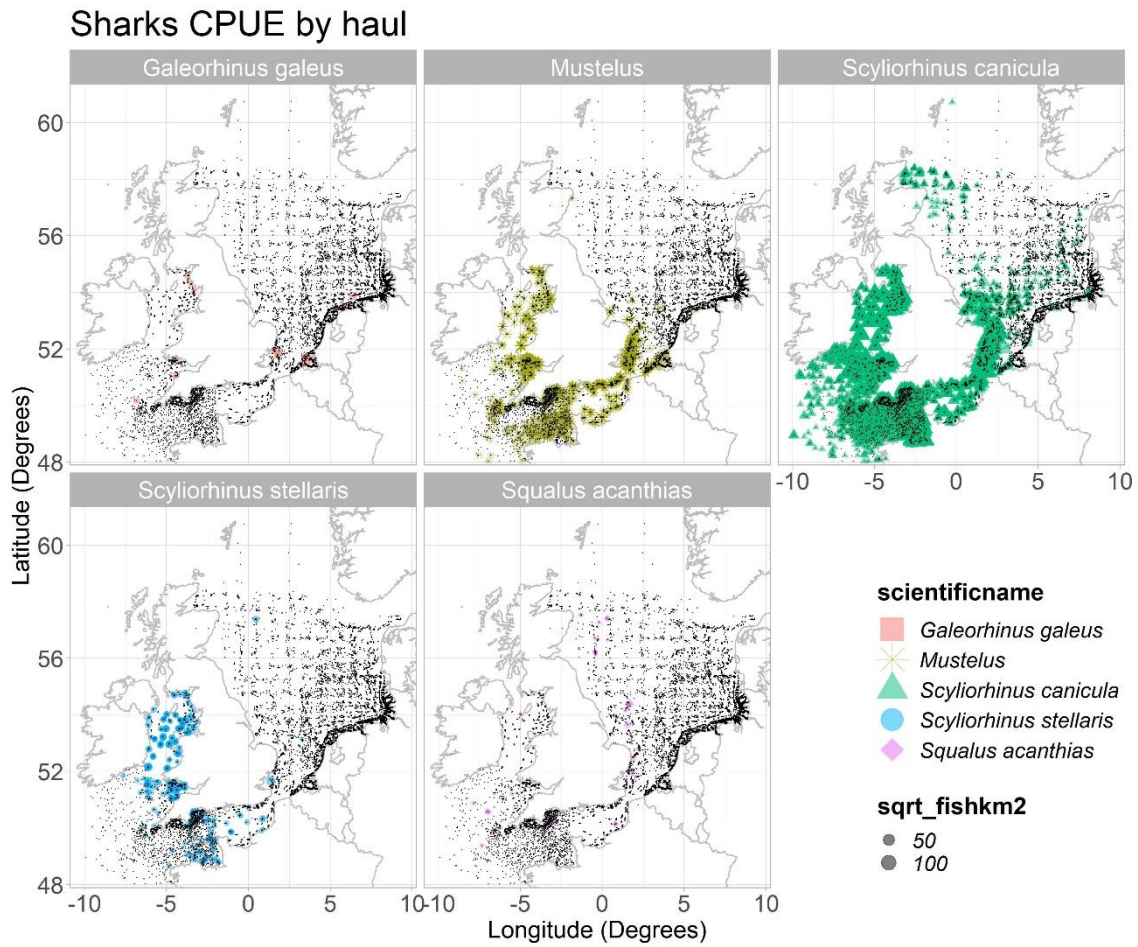 Sharks CPUE by haul
Galeorhinus galeus
Mustelus
Scyliorhinus canicula
60
56
52
48
-10 -5 0 5 10
Scyliorhinus stellaris
Squalus acanthias
60
56
52
48
-10 -5 0 5 10
-10 -5 0 5 10
Latitude (Degrees)
Longitude (Degrees)
scientificname
Galeorhinus galeus
Mustelus
Scyliorhinus canicula
Scyliorhinus stellaris
Squalus acanthias
sqrt_fishkm2
50
100